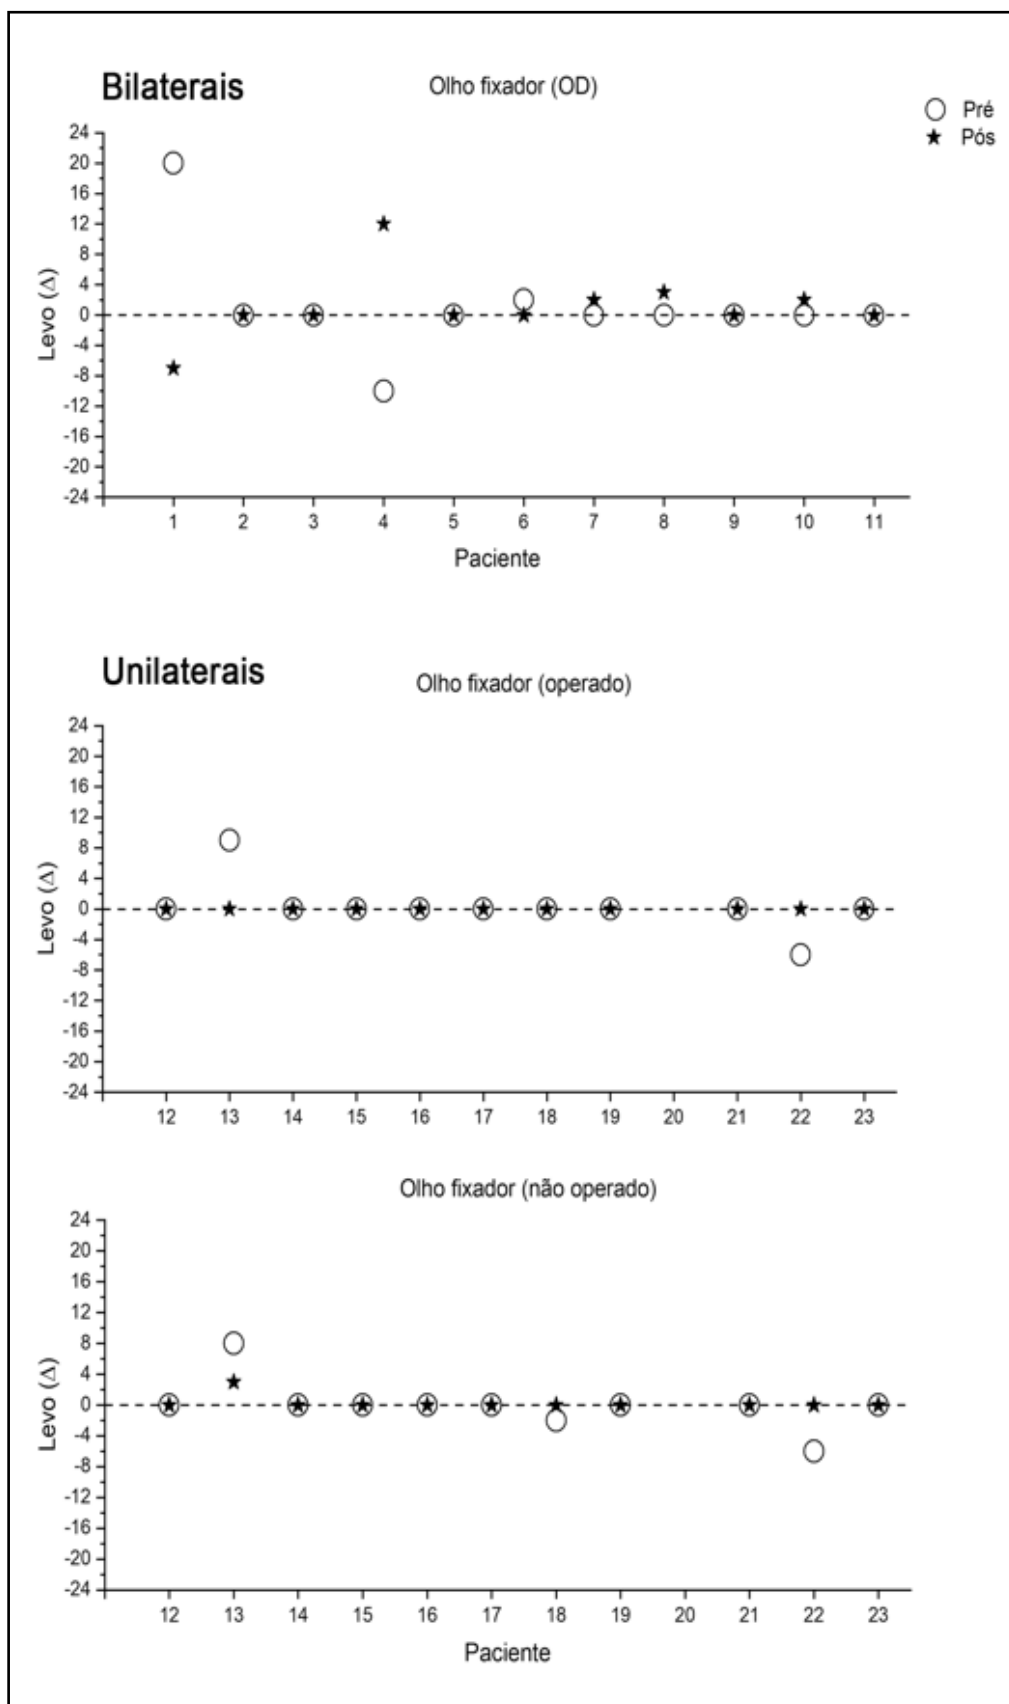 Bilaterais
Olho fixador (OD)
Pré
Pós
24
20
16
12
8
4
0
-4
-8
-12
-16
-20
-24
Levo (Δ)
1 2 3 4 5 6 7 8 9 10 11
Paciente
Unilaterais
Olho fixador (operado)
24
20
16
12
8
4
0
-4
-8
-12
-16
-20
-24
Levo (Δ)
12 13 14 15 16 17 18 19 20 21 22 23
Olho fixador (não operado)
24
20
16
12
8
4
0
-4
-8
-12
-16
-20
-24
Levo (Δ)
12 13 14 15 16 17 18 19 20 21 22 23
Paciente